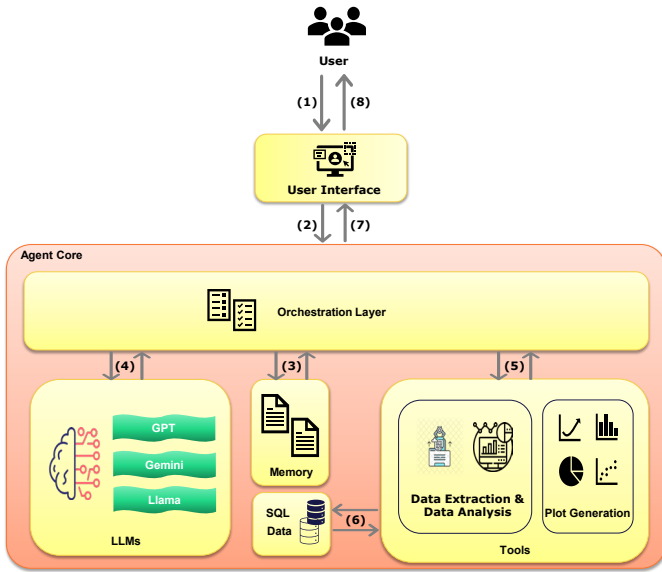 User
(1)
(8)
User Interface
(2)
(7)
Agent Core
Orchestration Layer
(4)
(3)
(5)
GPT
Gemini
Llama
LLMs
Memory
SQL
Data
(6)
Data Extraction &
Data Analysis
Plot Generation
Tools